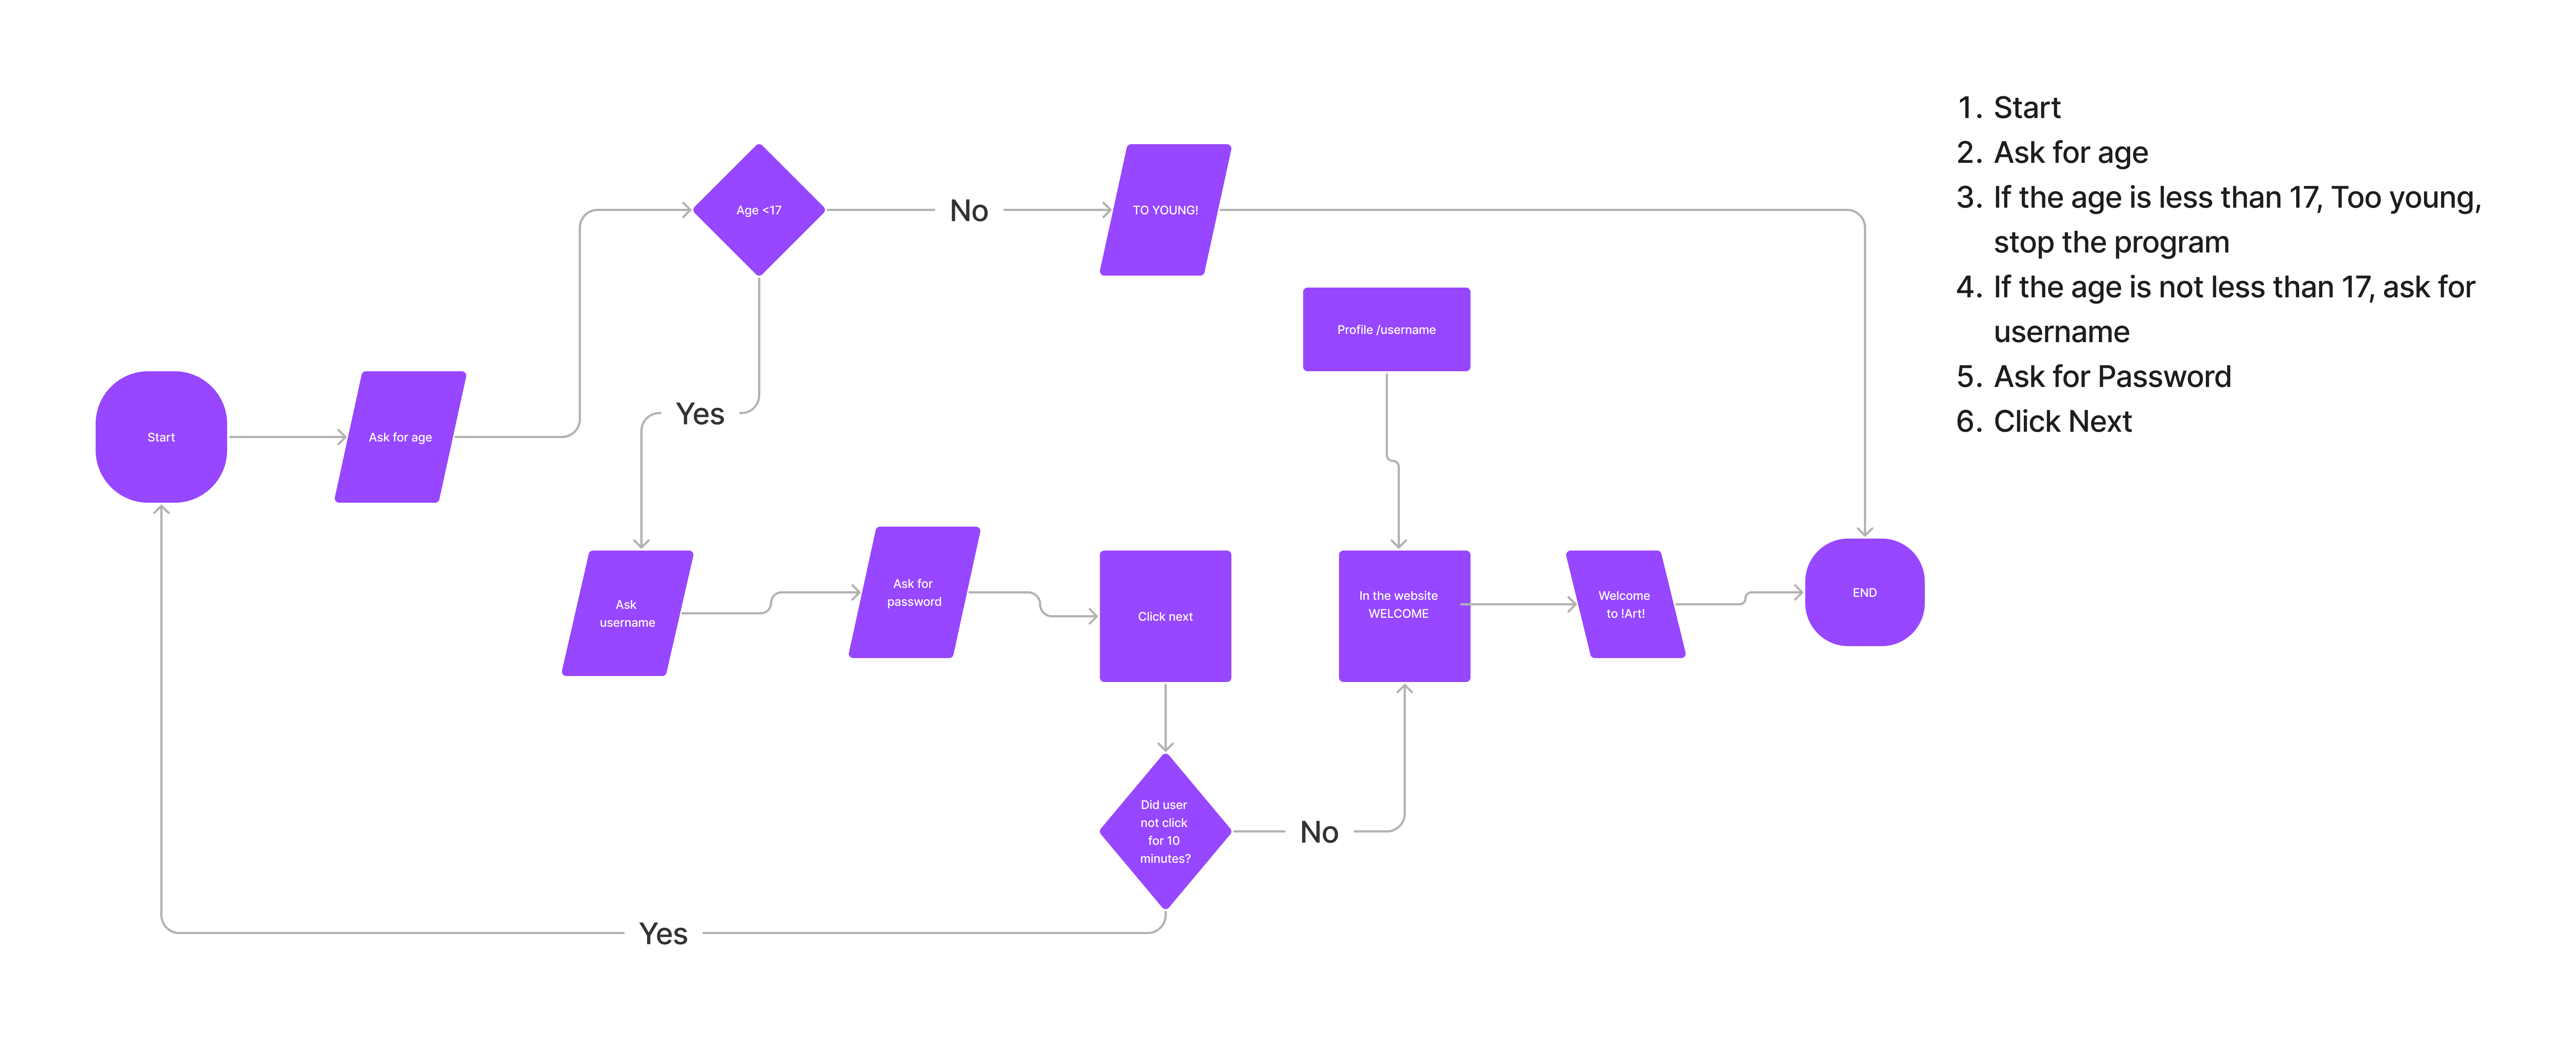 Start
Ask for age
Age <17
No
TO YOUNG!
Yes
Ask
username
Ask for
password
Click next
Did user
not click
for 10
minutes?
No
Yes
Profile /username
In the website
WELCOME
Welcome
to !Art!
END
1. Start
2. Ask for age
3. If the age is less than 17, Too young,
stop the program
4. If the age is not less than 17, ask for
username
5. Ask for Password
6. Click Next